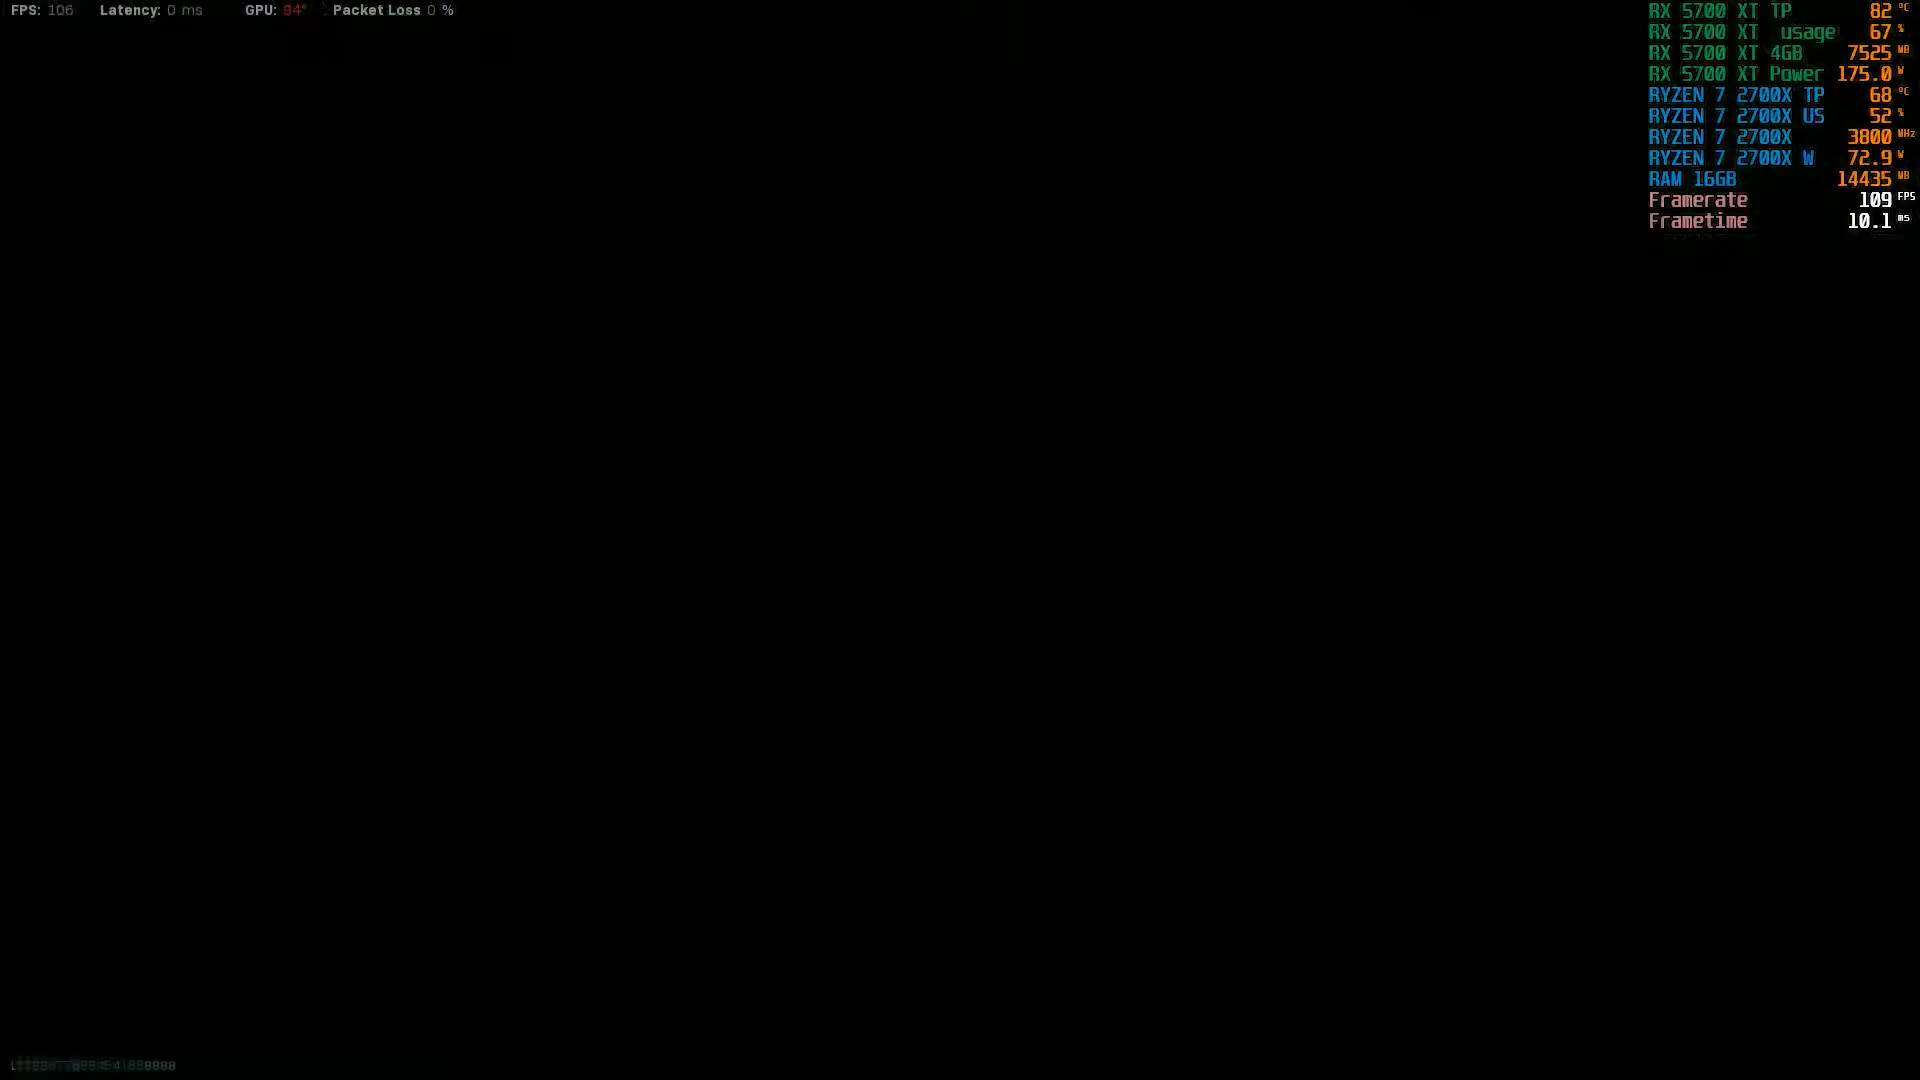 FPS: 106 Latency: 0 ms GPU: 94° Packet Loss 0 %
RX 5700 XT TP 82 °C
RX 5700 XT usage 67 %
RX 5700 XT 4GB 7525 MB
RX 5700 XT Power 175.0 W
RYZEN 7 2700X TP 68 °C
RYZEN 7 2700X US 52 %
RYZEN 7 2700X 3800 MHz
RYZEN 7 2700X W 72.9 W
RAM 16GB 14435 MB
Framerate 109 FPS
Frametime 10.1 ms